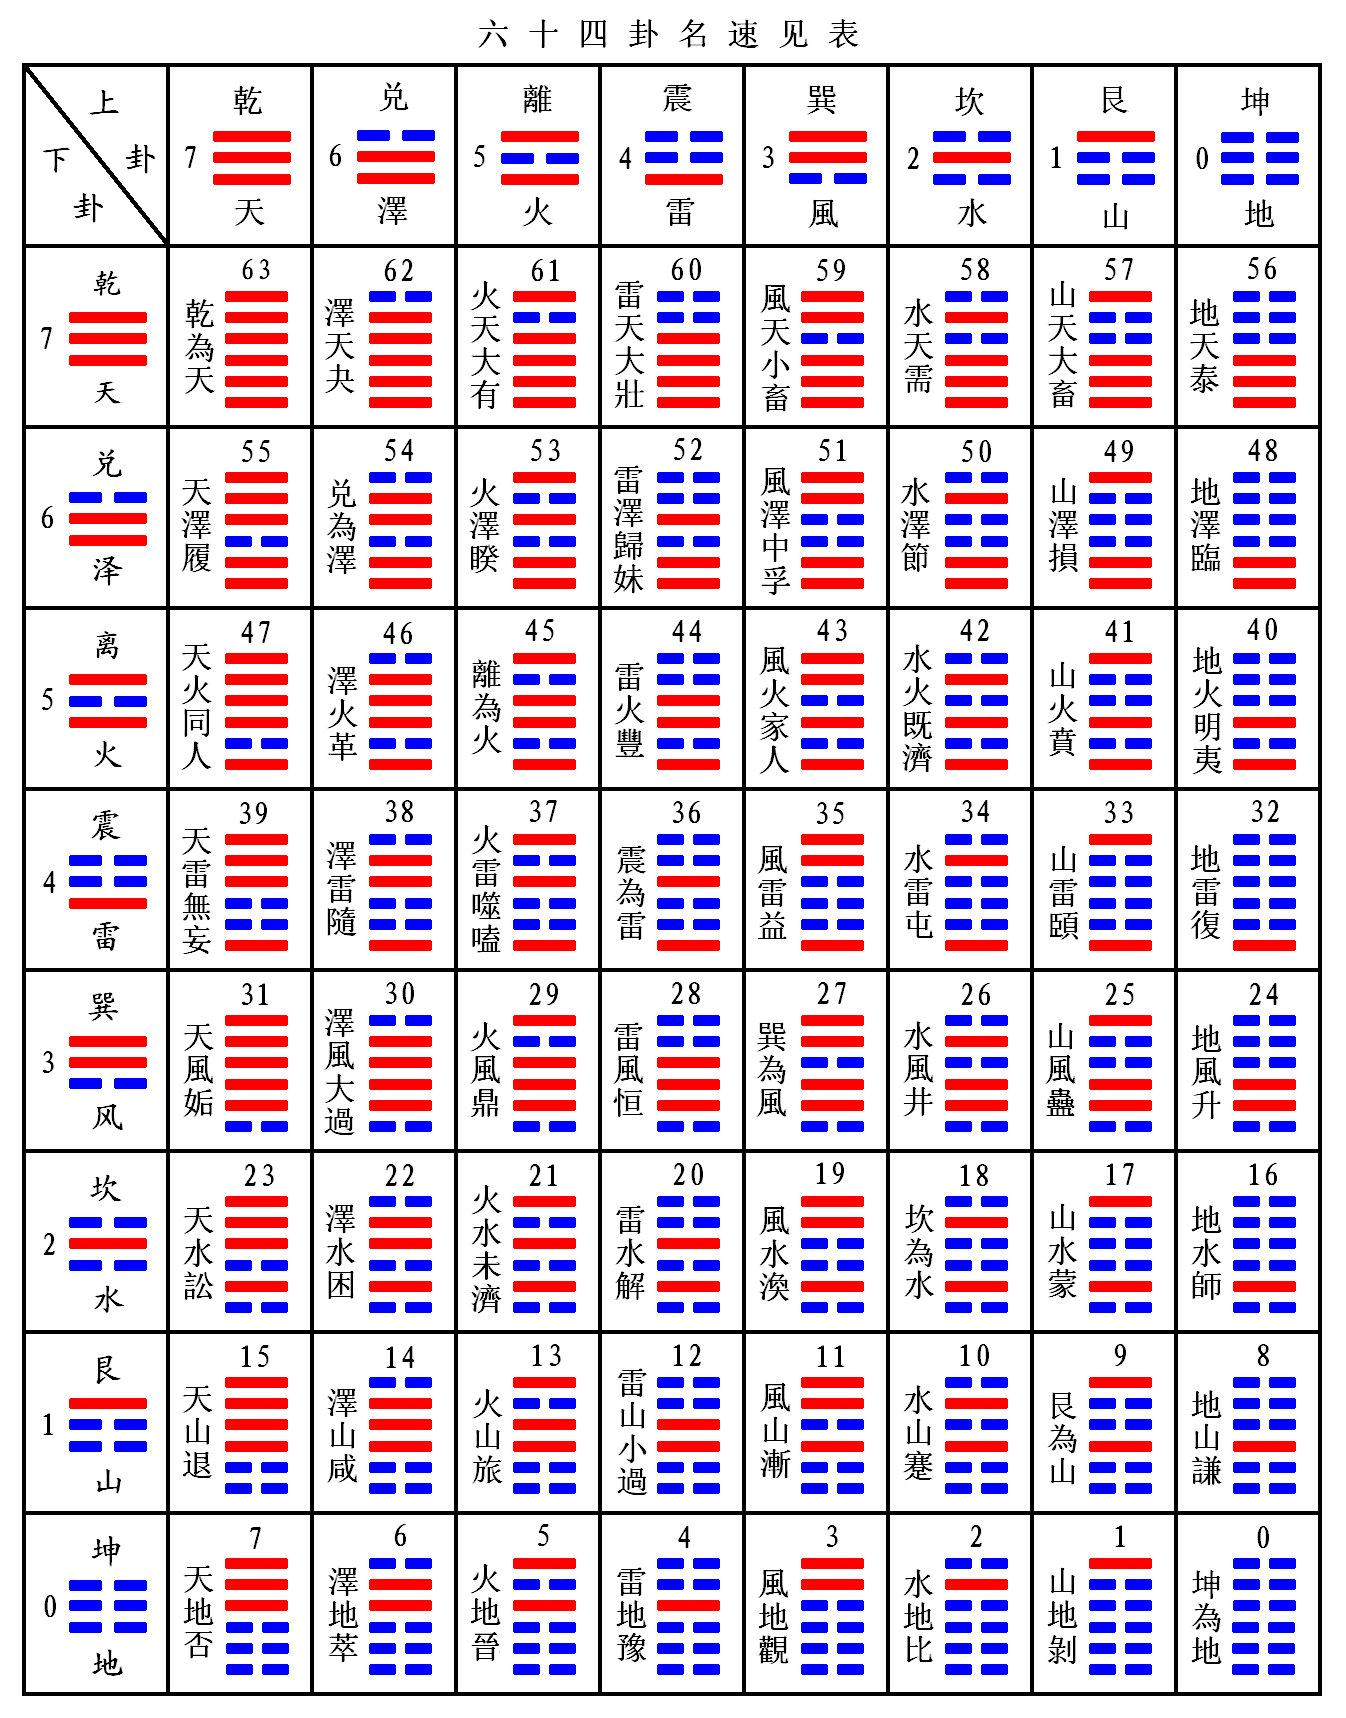 六十四卦名速见表
上卦
下卦
乾 7 天
兑 6 澤
離 5 火
震 4 雷
巽 3 風
坎 2 水
艮 1 山
坤 0 地
乾 7 天
63 乾為天
62 澤天夬
61 火天大有
60 雷天大壯
59 風天小畜
58 水天需
57 山天大畜
56 地天泰
兑 6 泽
55 天澤履
54 兑為澤
53 火澤睽
52 雷澤歸妹
51 風澤中孚
50 水澤節
49 山澤損
48 地澤臨
离 5 火
47 天火同人
46 澤火革
45 離為火
44 雷火豐
43 風火家人
42 水火既濟
41 山火賁
40 地火明夷
震 4 雷
39 天雷無妄
38 澤雷隨
37 火雷噬嗑
36 震為雷
35 風雷益
34 水雷屯
33 山雷頤
32 地雷復
巽 3 风
31 天風姤
30 澤風大過
29 火風鼎
28 雷風恒
27 巽為風
26 水風井
25 山風蠱
24 地風升
坎 2 水
23 天水訟
22 澤水困
21 火水未濟
20 雷水解
19 風水渙
18 坎為水
17 山水蒙
16 地水師
艮 1 山
15 天山退
14 澤山咸
13 火山旅
12 雷山小過
11 風山漸
10 水山蹇
9 艮為山
8 地山謙
坤 0 地
7 天地否
6 澤地萃
5 火地晉
4 雷地豫
3 風地觀
2 水地比
1 山地剝
0 坤為地